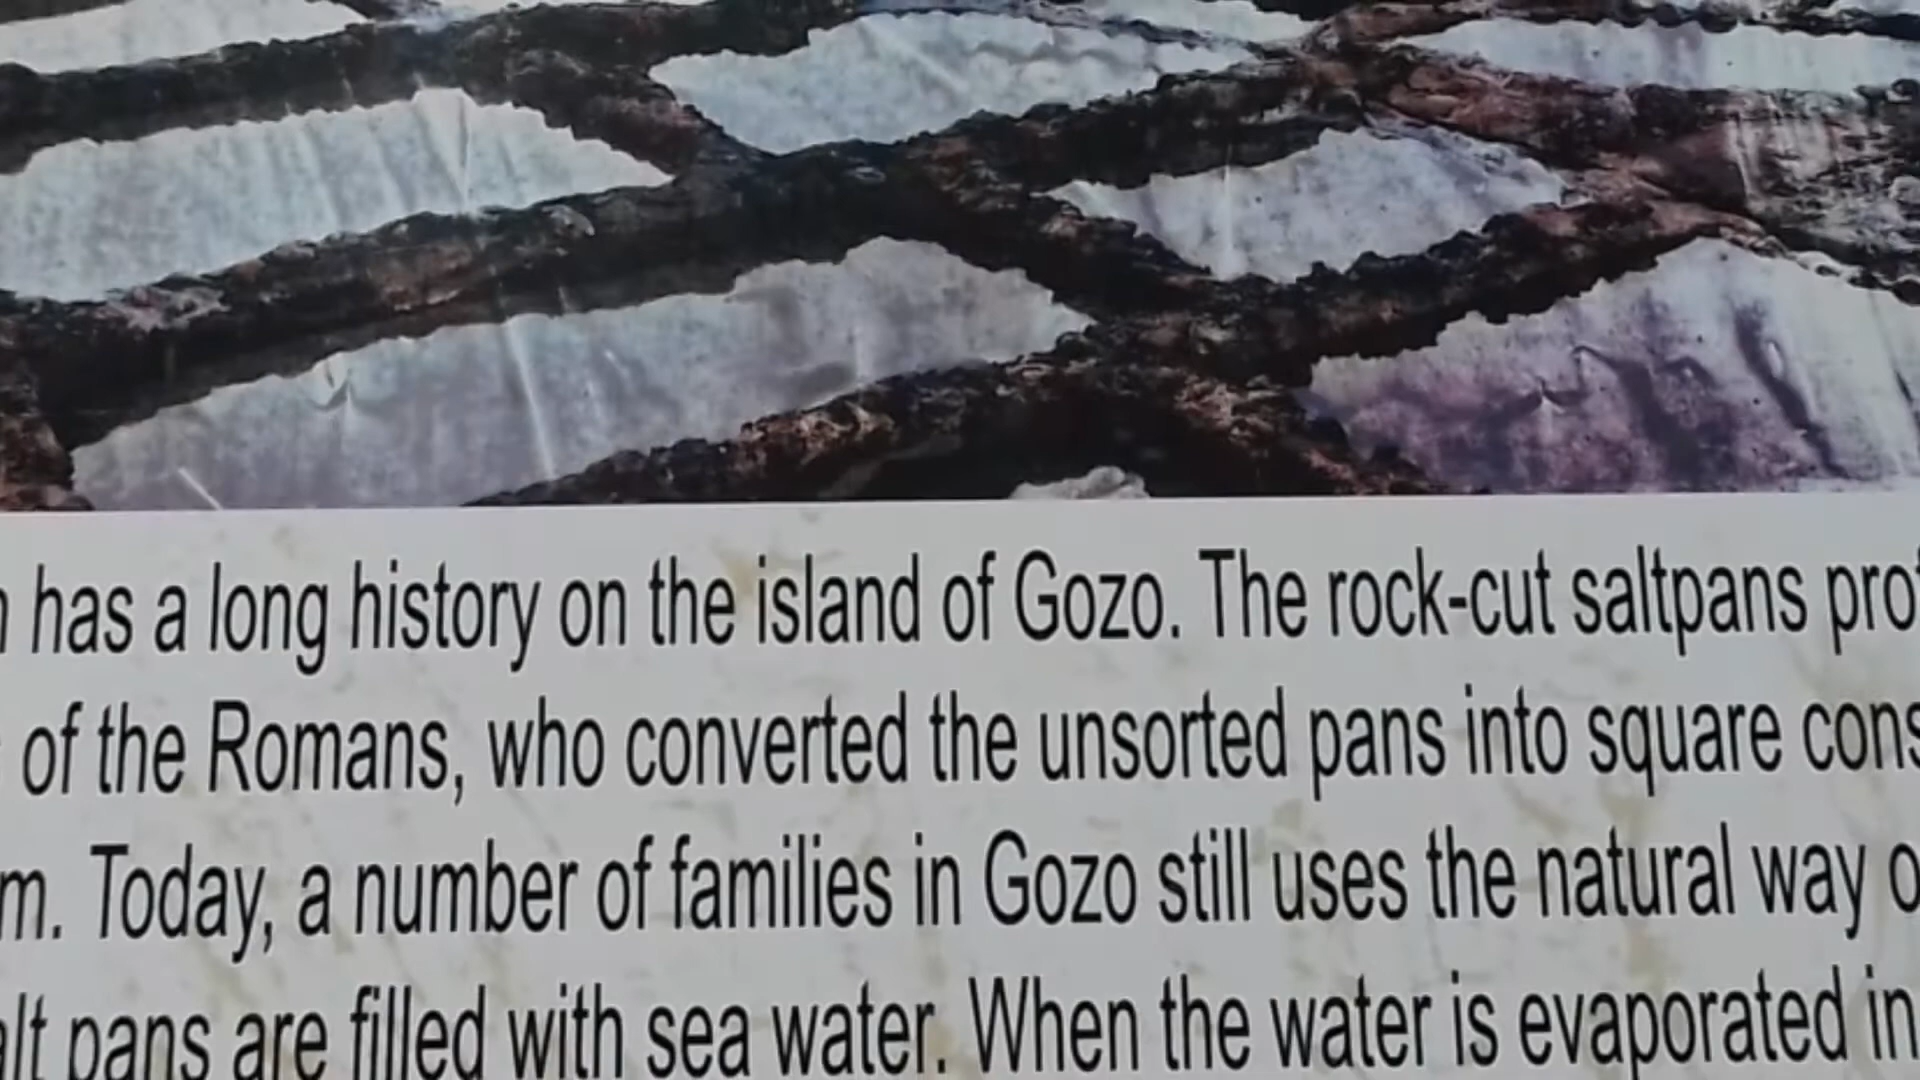 has a long history on the island of Gozo. The rock-cut saltpans
of the Romans, who converted the unsorted pans into square
Today, a number of families in Gozo still uses the natural way
pans are filled with sea water. When the water is evaporated in